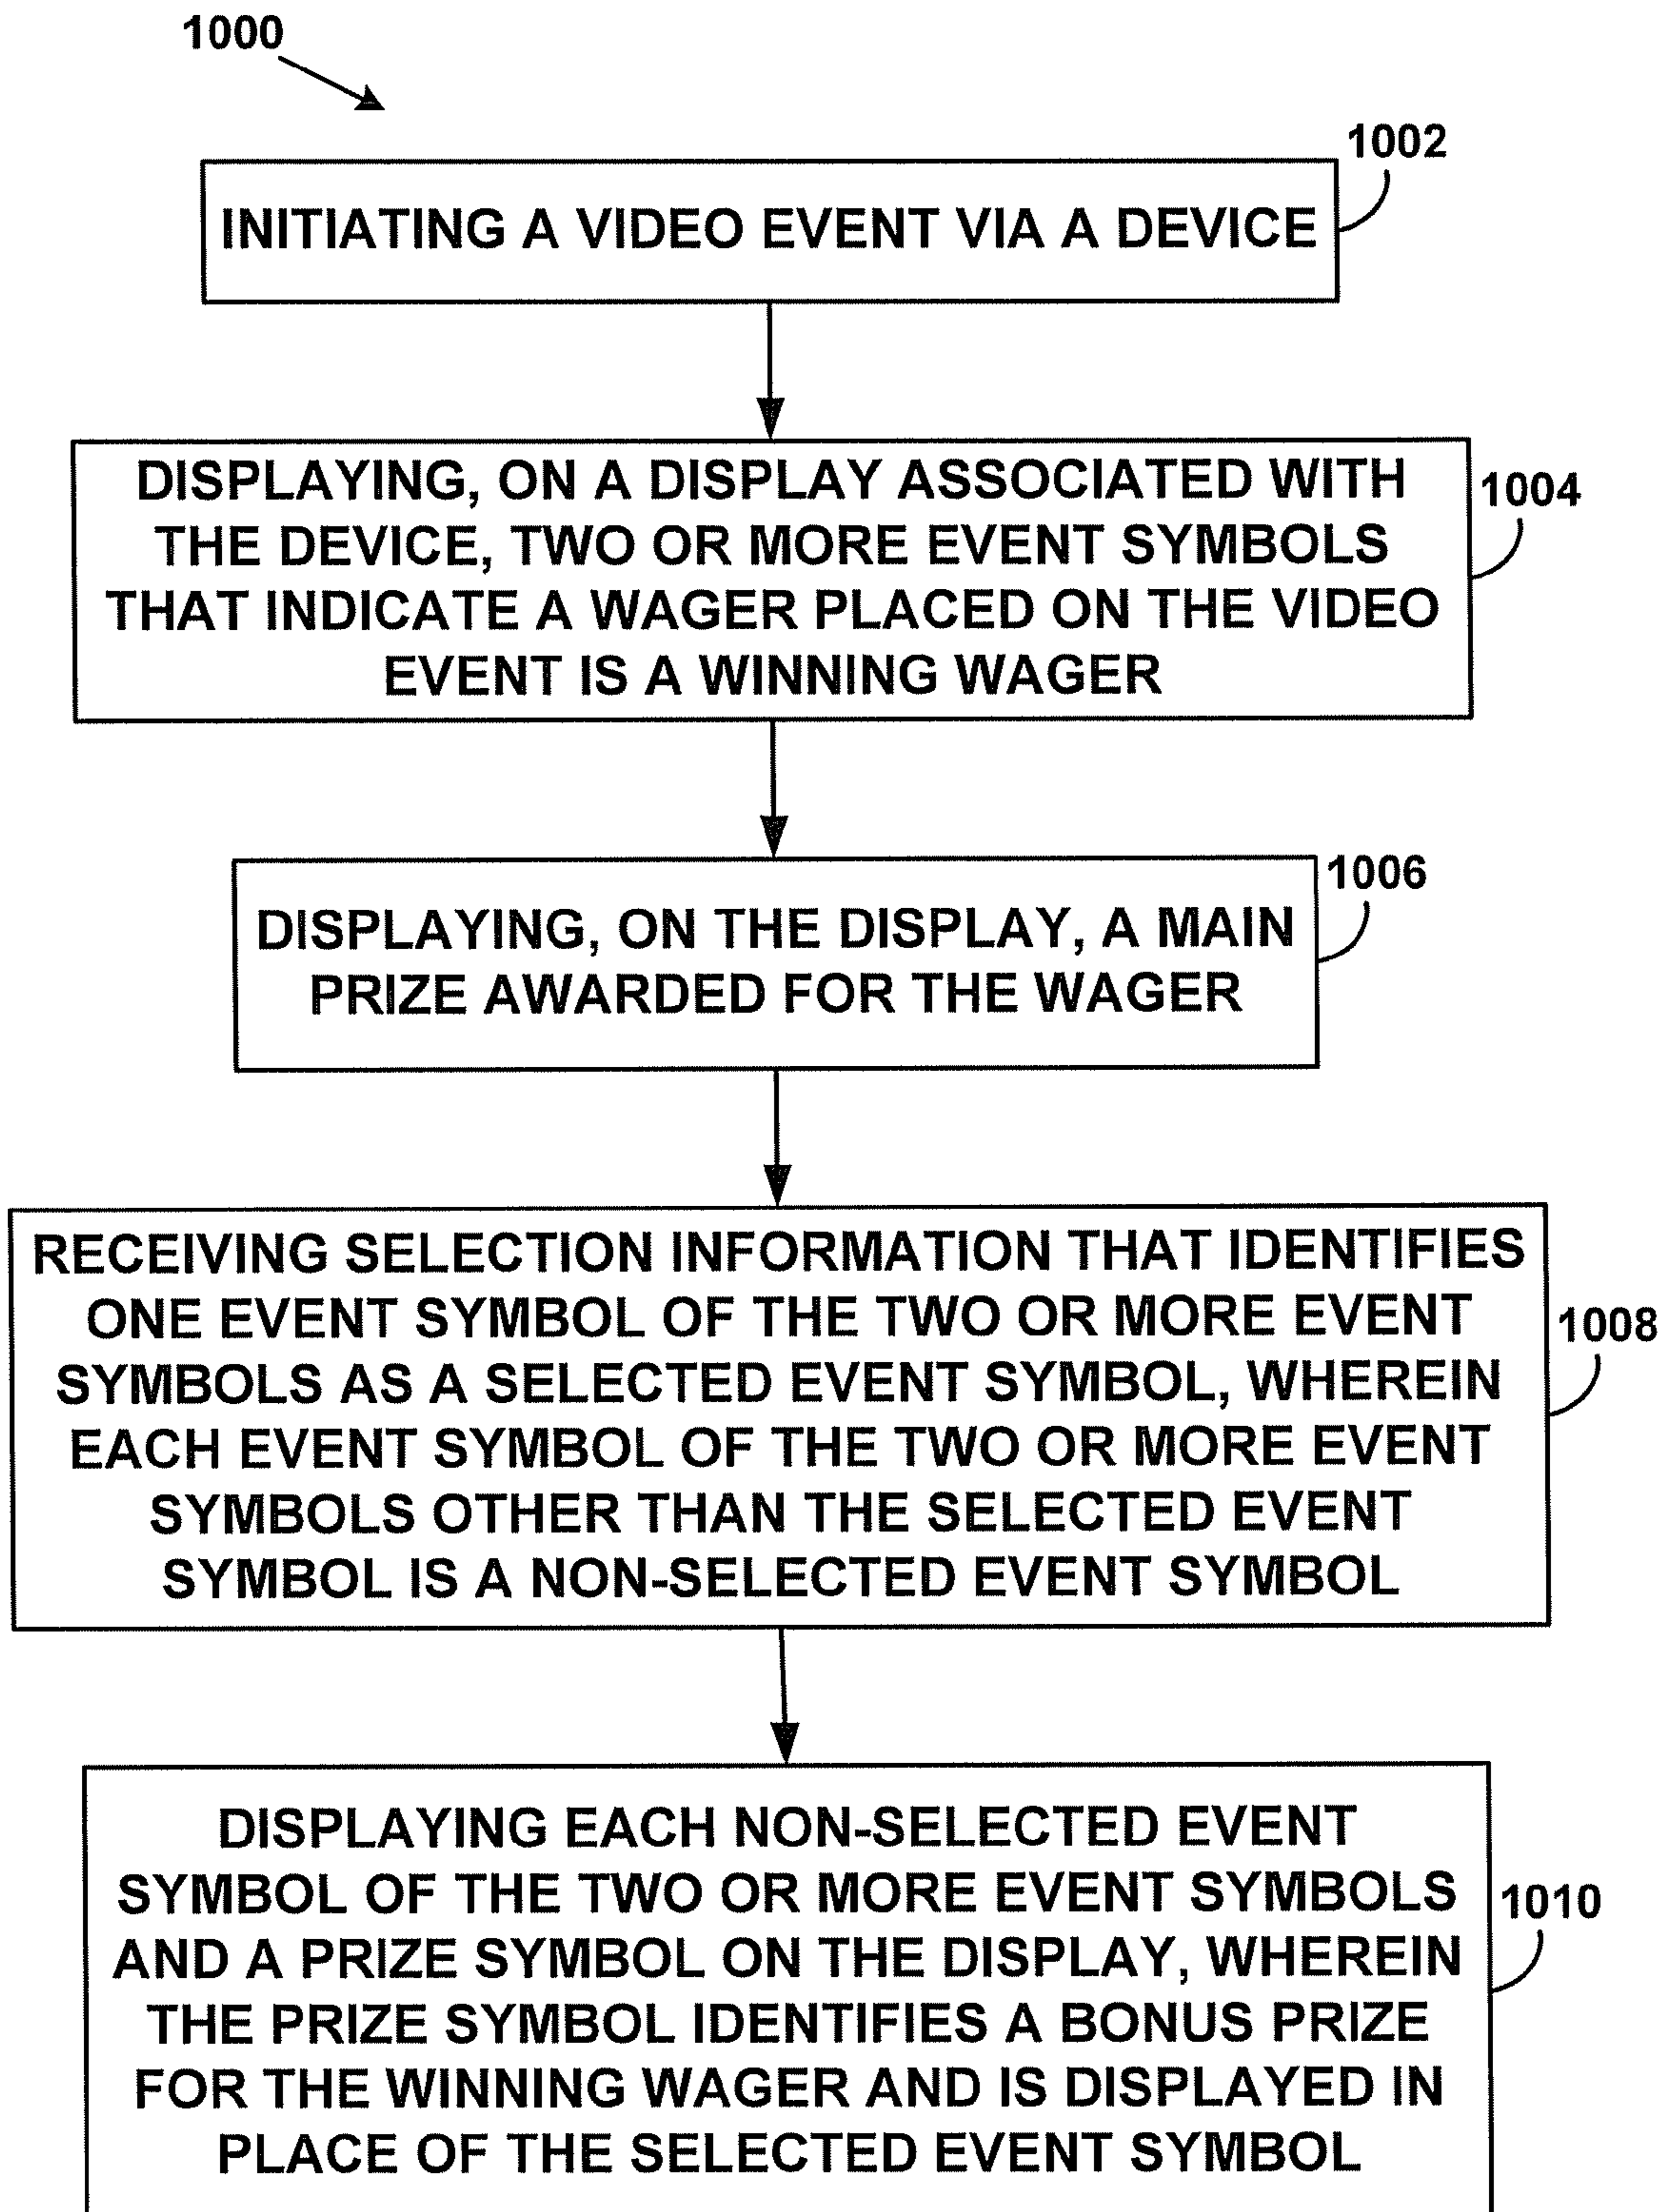 1000
1002
INITIATING A VIDEO EVENT VIA A DEVICE
DISPLAYING, ON A DISPLAY ASSOCIATED WITH
THE DEVICE, TWO OR MORE EVENT SYMBOLS
THAT INDICATE A WAGER PLACED ON THE VIDEO
EVENT IS A WINNING WAGER
1004
1006
DISPLAYING, ON THE DISPLAY, A MAIN
PRIZE AWARDED FOR THE WAGER
RECEIVING SELECTION INFORMATION THAT IDENTIFIES
ONE EVENT SYMBOL OF THE TWO OR MORE EVENT
SYMBOLS AS A SELECTED EVENT SYMBOL, WHEREIN
EACH EVENT SYMBOL OF THE TWO OR MORE EVENT
SYMBOLS OTHER THAN THE SELECTED EVENT
SYMBOL IS A NON-SELECTED EVENT SYMBOL
1008
DISPLAYING EACH NON-SELECTED EVENT
SYMBOL OF THE TWO OR MORE EVENT SYMBOLS
AND A PRIZE SYMBOL ON THE DISPLAY, WHEREIN
THE PRIZE SYMBOL IDENTIFIES A BONUS PRIZE
FOR THE WINNING WAGER AND IS DISPLAYED IN
PLACE OF THE SELECTED EVENT SYMBOL
1010